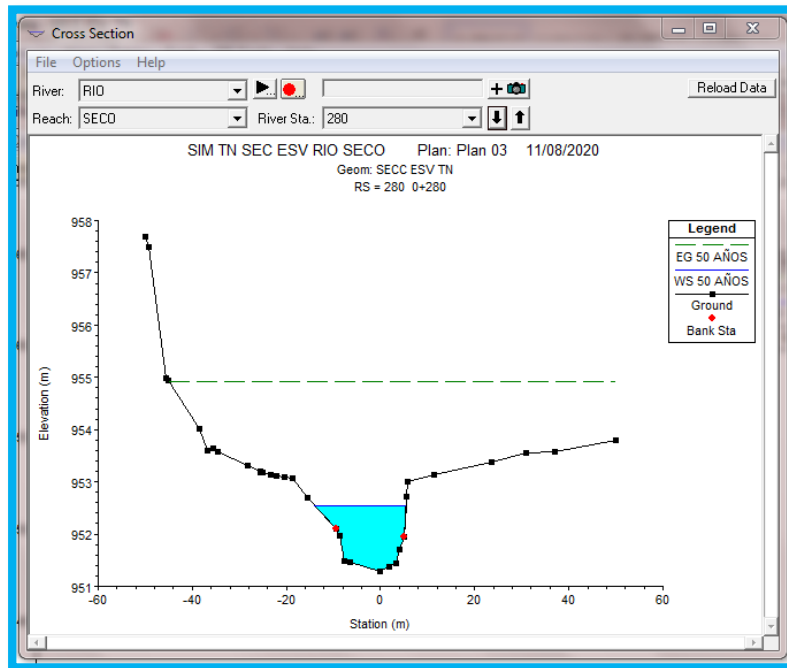 Cross Section
File Options Help
River: RIO
Reload Data
Reach: SECO River Sta.: 280
SIM TN SEC ESV RIO SECO Plan: Plan 03 11/08/2020
Geom: SECC ESV TN
RS = 280 0+280
Legend
EG 50 AÑOS
WS 50 AÑOS
Ground
Bank Sta
Elevation (m)
958
957
956
955
954
953
952
951
-60 -40 -20 0 20 40 60
Station (m)